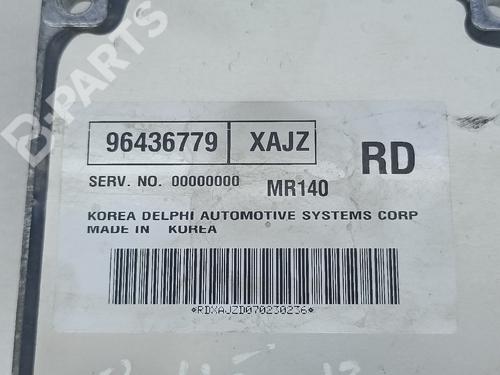 B-PARTS
96436779 XAJZ RD
SERV. NO. 00000000 MR140
KOREA DELPHI AUTOMOTIVE SYSTEMS CORP
MADE IN KOREA
*RDXAJZD070230236*